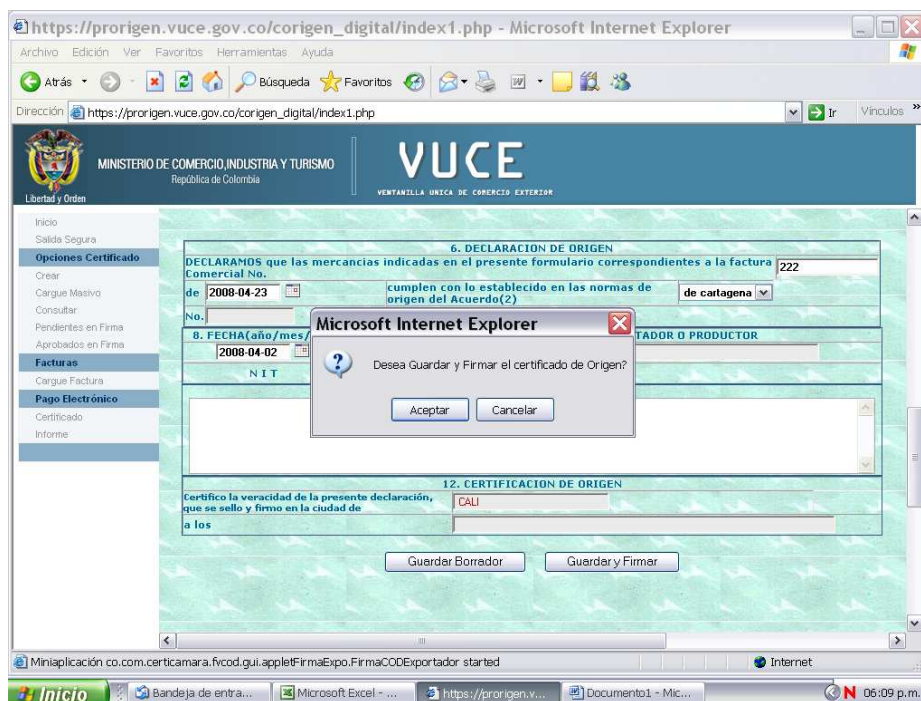 https://prorigen.vuce.gov.co/corigen_digital/index1.php - Microsoft Internet Explorer
Archivo Edición Ver Favoritos Herramientas Ayuda
Atrás Búsqueda Favoritos
Dirección https://prorigen.vuce.gov.co/corigen_digital/index1.php Ir Vínculos »
MINISTERIO DE COMERCIO,INDUSTRIA Y TURISMO
República de Colombia
Libertad y Orden
VUCE
VENTANILLA UNICA DE COMERCIO EXTERIOR
Inicio
Salida Segura
Opciones Certificado
Crear
Cargue Masivo
Consultar
Pendientes en Firma
Aprobados en Firma
Facturas
Cargue Factura
Pago Electrónico
Certificado
Informe
6. DECLARACION DE ORIGEN
DECLARAMOS que las mercancias indicadas en el presente formulario correspondientes a la factura
Comercial No.
222
de 2008-04-23
cumplen con lo establecido en las normas de
origen del Acuerdo(2)
de cartagena
No.
8. FECHA(año/mes/
TADOR O PRODUCTOR
2008-04-02
N I T
Microsoft Internet Explorer
Desea Guardar y Firmar el certificado de Origen?
Aceptar Cancelar
12. CERTIFICACION DE ORIGEN
Certifico la veracidad de la presente declaración,
que se sello y firmo en la ciudad de
CALI
a los
Guardar Borrador Guardar y Firmar
Miniaplicación co.com.certicamara.fvcod.gui.appletFirmaExpo.FirmaCODExportador started Internet
Inicio Bandeja de entra... Microsoft Excel - ... https://prorigen.v... Documento1 - Mic... N 06:09 p.m.